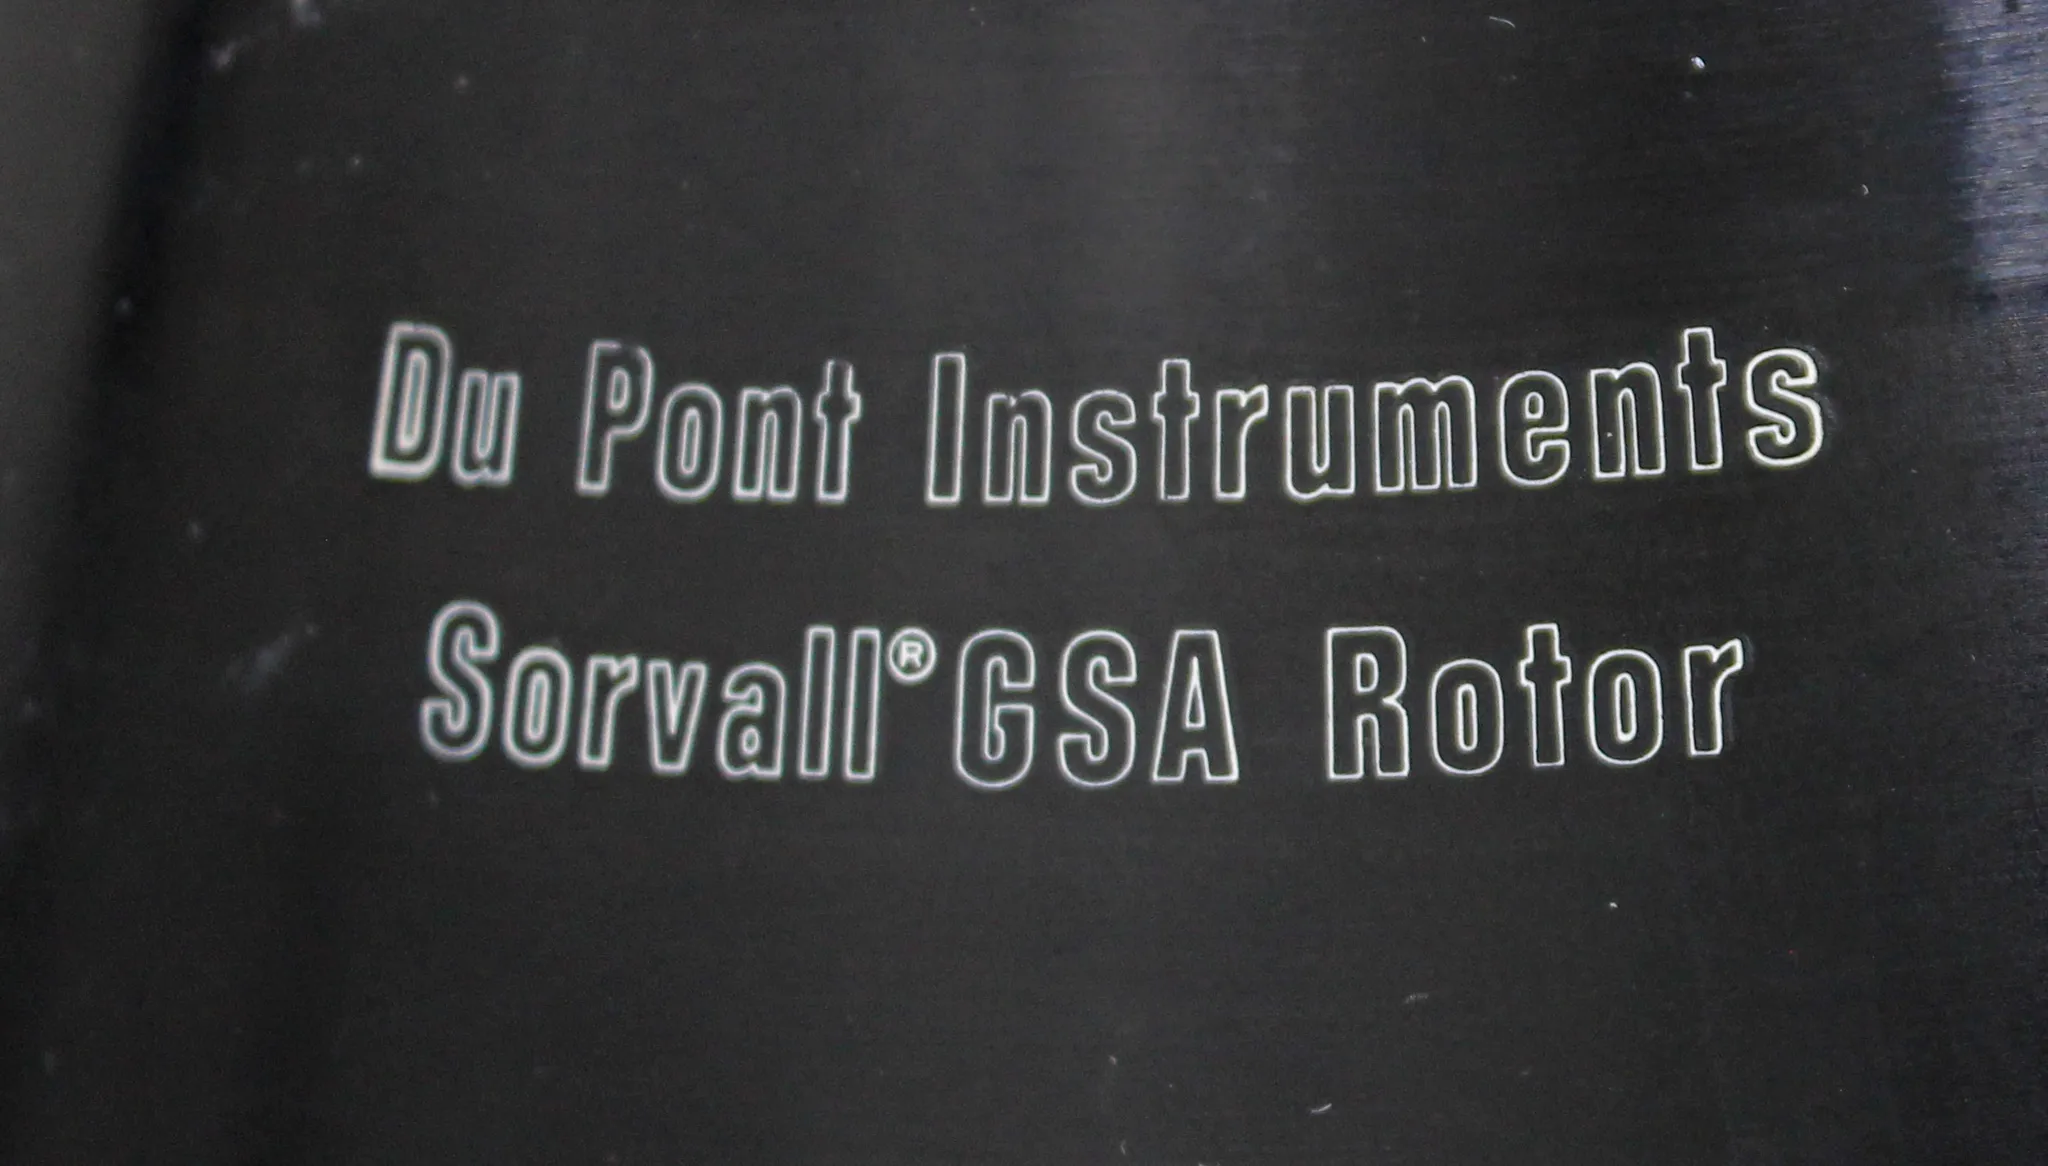 Du Pont Instruments
Sorvall® GSA Rotor